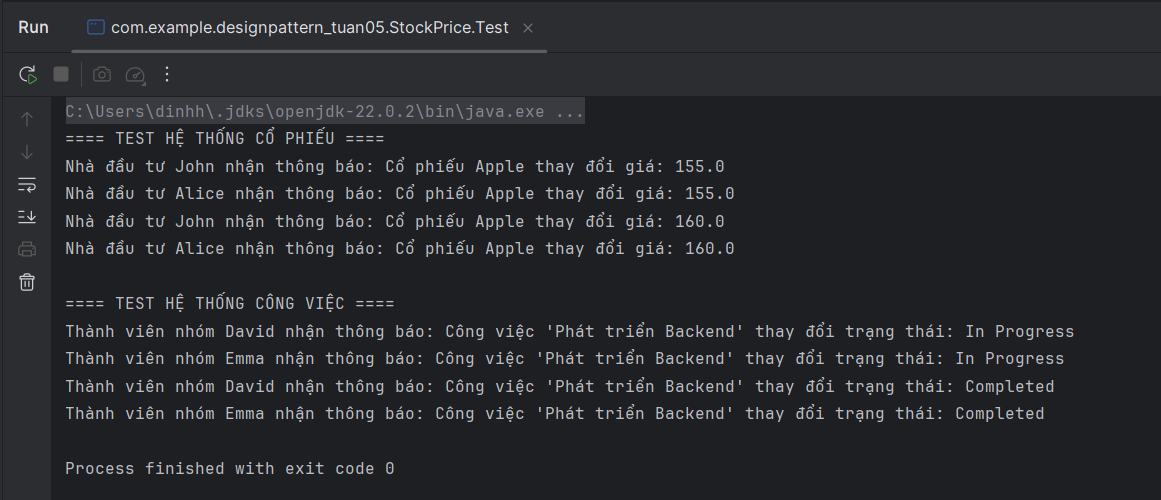 Run
com.example.designpattern_tuan05.StockPrice.Test
C:\Users\dinhh\.jdks\openjdk-22.0.2\bin\java.exe ...
==== TEST HỆ THỐNG CỔ PHIẾU ====
Nhà đầu tư John nhận thông báo: Cổ phiếu Apple thay đổi giá: 155.0
Nhà đầu tư Alice nhận thông báo: Cổ phiếu Apple thay đổi giá: 155.0
Nhà đầu tư John nhận thông báo: Cổ phiếu Apple thay đổi giá: 160.0
Nhà đầu tư Alice nhận thông báo: Cổ phiếu Apple thay đổi giá: 160.0
==== TEST HỆ THỐNG CÔNG VIỆC ====
Thành viên nhóm David nhận thông báo: Công việc 'Phát triển Backend' thay đổi trạng thái: In Progress
Thành viên nhóm Emma nhận thông báo: Công việc 'Phát triển Backend' thay đổi trạng thái: In Progress
Thành viên nhóm David nhận thông báo: Công việc 'Phát triển Backend' thay đổi trạng thái: Completed
Thành viên nhóm Emma nhận thông báo: Công việc 'Phát triển Backend' thay đổi trạng thái: Completed
Process finished with exit code 0